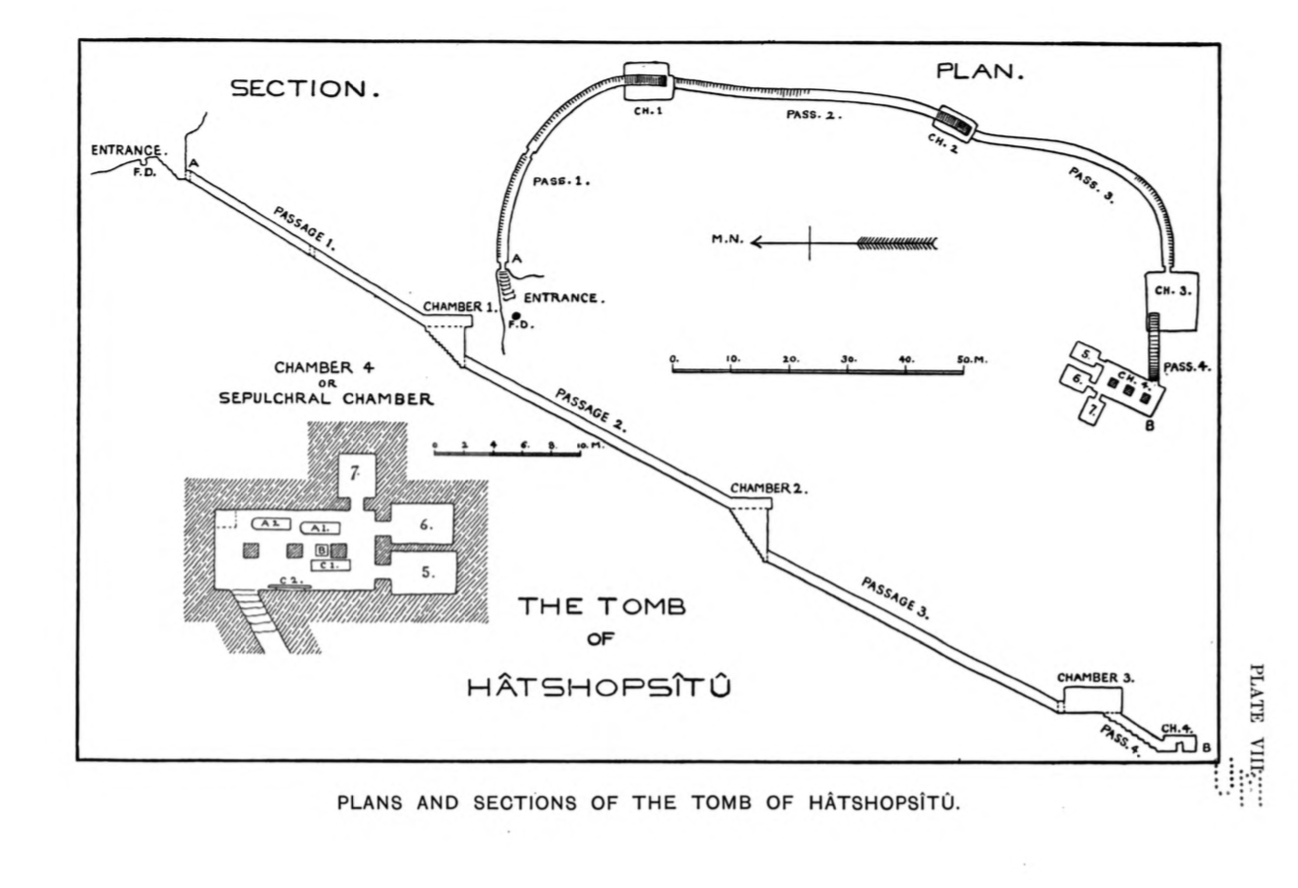 SECTION.
PLAN.
ENTRANCE.
F.D.
A
PASSAGE 1.
CHAMBER 1.
PASSAGE 2.
CHAMBER 2.
PASSAGE 3.
CHAMBER 3.
PASS. 4.
CH. 4.
B
CH. 1
PASS. 2.
CH. 2
PASS. 1.
PASS. 3.
M.N.
A
ENTRANCE.
F.D.
CH. 3.
PASS. 4.
5.
6.
7.
CH. 4.
B
0. 10. 20. 30. 40. 50. M.
CHAMBER 4
OR
SEPULCHRAL CHAMBER
0 2 4 6. 8. 10. M.
7.
A 2.
A 1.
6.
B
C 1.
C 2.
5.
THE TOMB
OF
HÂTSHOPSÎTÛ
PLATE VIII.
UM
PLANS AND SECTIONS OF THE TOMB OF HÂTSHOPSÎTÛ.